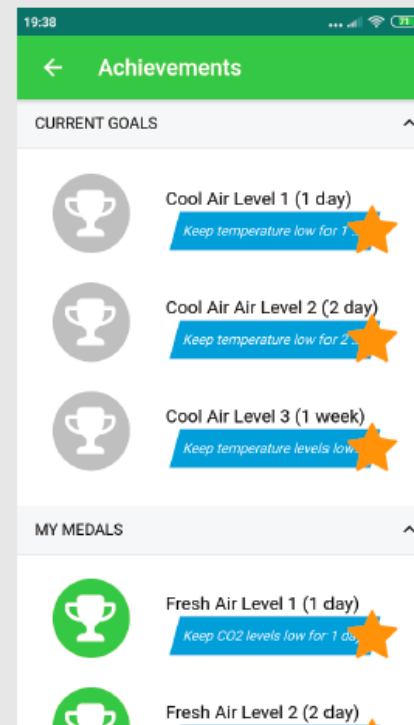 19:38
71
Achievements
CURRENT GOALS
Cool Air Level 1 (1 day)
Keep temperature low for 1
Cool Air Air Level 2 (2 day)
Keep temperature low for 2
Cool Air Level 3 (1 week)
Keep temperature levels low
MY MEDALS
Fresh Air Level 1 (1 day)
Keep CO2 levels low for 1
Fresh Air Level 2 (2 day)